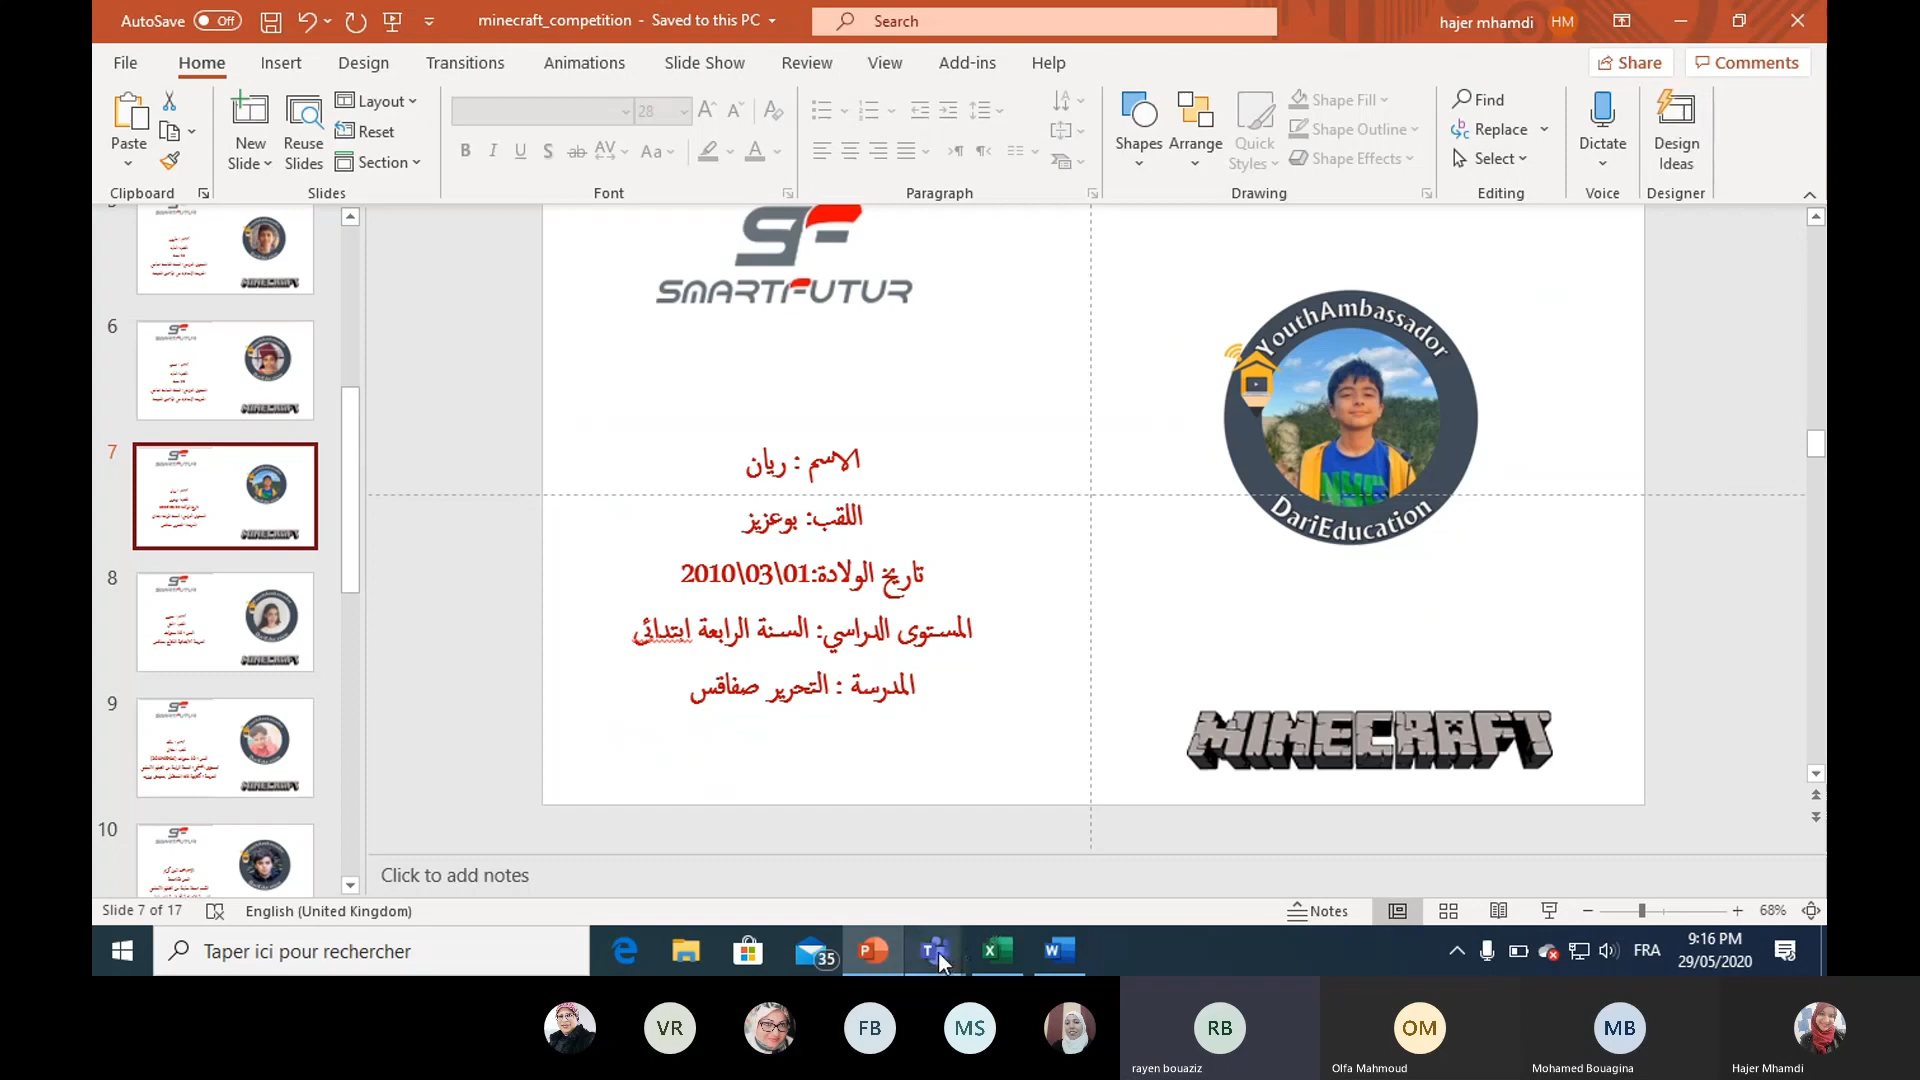 AutoSave Off
minecraft_competition - Saved to this PC
Search
hajer mhamdi HM
File Home Insert Design Transitions Animations Slide Show Review View Add-ins Help
Share Comments
Paste
Clipboard
New Slide
Reuse Slides
Layout
Reset
Section
Slides
28
Font
Paragraph
Shapes
Arrange
Quick Styles
Shape Fill
Shape Outline
Shape Effects
Drawing
Find
Replace
Select
Editing
Dictate
Voice
Design Ideas
Designer
6
7
8
9
10
SMARTFUTUR
الاسم : ريان
اللقب: بوعزيز
تاريخ الولادة:01\03\2010
المستوى الدراسي: السنة الرابعة ابتدائي
المدرسة : التحرير صفاقس
YouthAmbassador
DariEducation
MINECRAFT
Click to add notes
Slide 7 of 17
English (United Kingdom)
Notes
68%
Taper ici pour rechercher
35
FRA
9:16 PM
29/05/2020
VR
FB
MS
RB
OM
MB
rayen bouaziz
Olfa Mahmoud
Mohamed Bouagina
Hajer Mhamdi